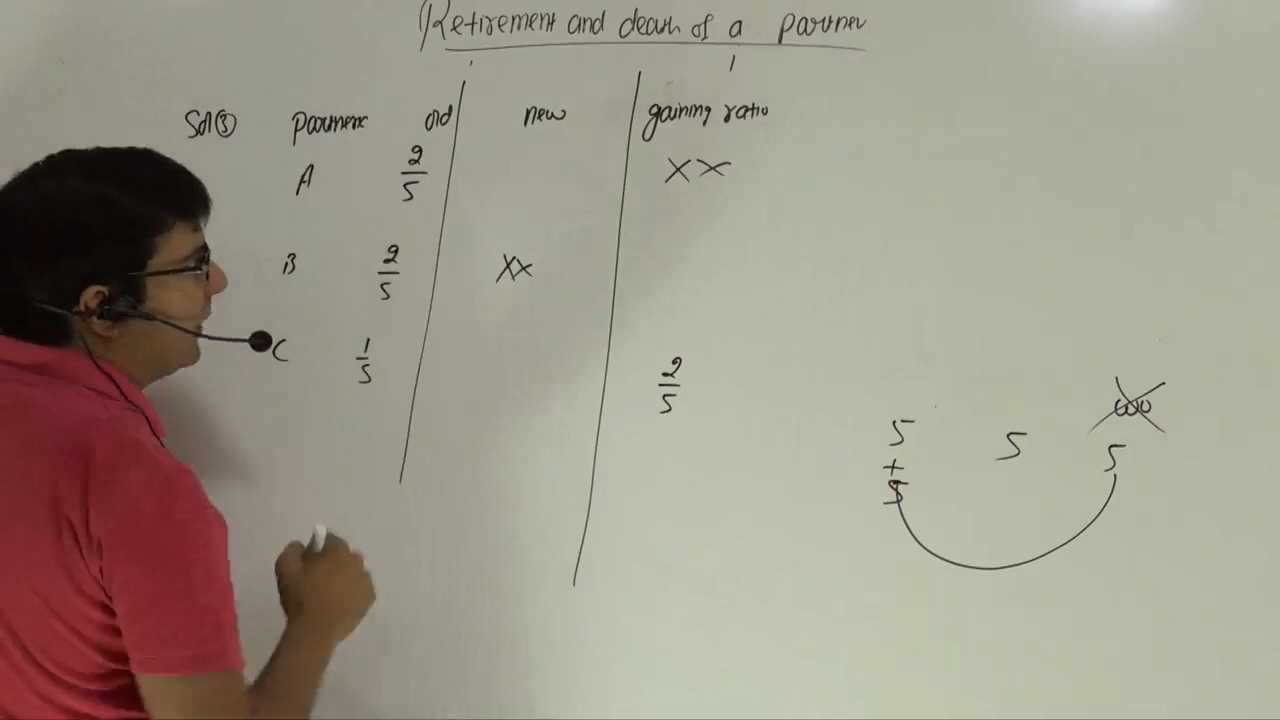 Retirement and death of a partner
Sol③ partners old new gaining ratio
A 2/5 XX
B 2/5 XX
C 1/5 2/5
5 5 5
+
5